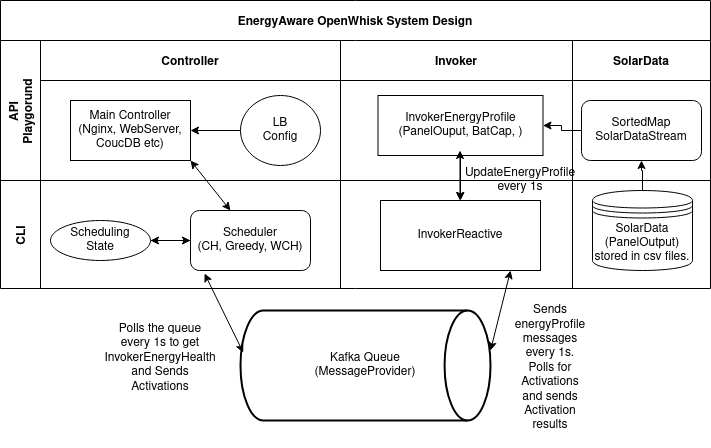 EnergyAware OpenWhisk System Design
Controller
Invoker
SolarData
API
Playgorund
Main Controller
(Nginx, WebServer,
CoucDB etc)
LB
Config
InvokerEnergyProfile
(PanelOuput, BatCap, )
SortedMap
SolarDataStream
UpdateEnergyProfile
every 1s
CLI
Scheduling
State
Scheduler
(CH, Greedy, WCH)
InvokerReactive
SolarData
(PanelOutput)
stored in csv files.
Polls the queue
every 1s to get
InvokerEnergyHealth
and Sends
Activations
Kafka Queue
(MessageProvider)
Sends
energyProfile
messages
every 1s.
Polls for
Activations
and sends
Activation
results